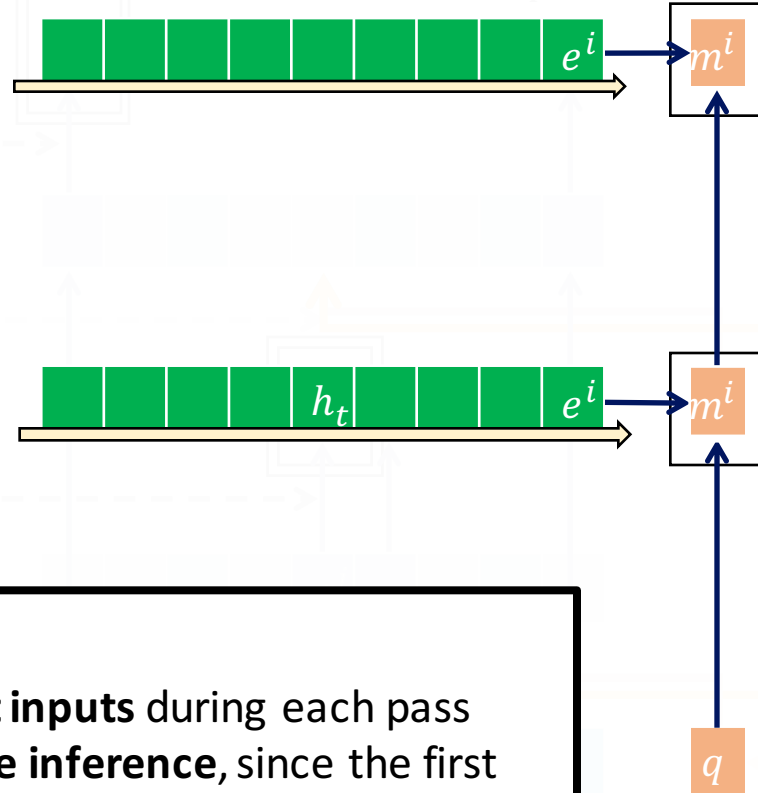 e^i m^i
h_t e^i m^i
t inputs during each pass
e inference, since the first
q